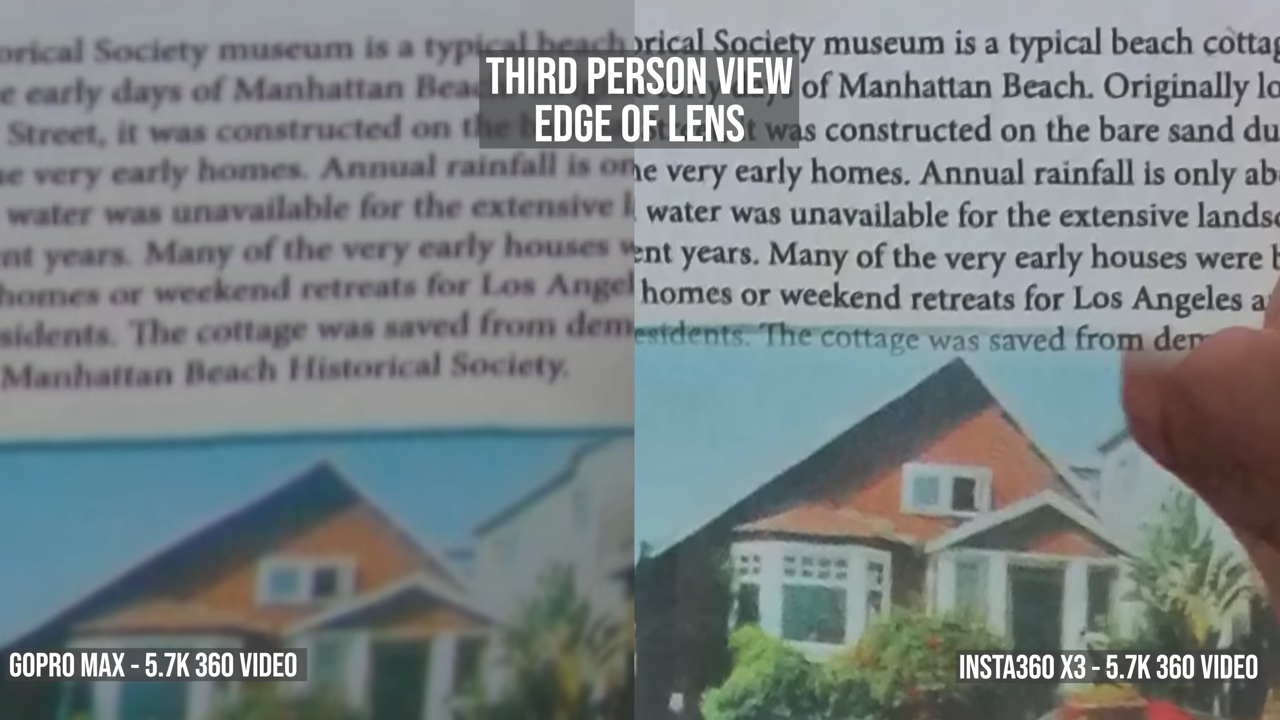 THIRD PERSON VIEW
EDGE OF LENS
orical Society museum is a typical beach
e early days of Manhattan Bea
Street, it was constructed on the
e very early homes. Annual rainfall is on
water was unavailable for the extensive
nt years. Many of the very early houses
homes or weekend retreats for Los Angel
sidents. The cottage was saved from dem
Manhattan Beach Historical Society.
GOPRO MAX - 5.7K 360 VIDEO
orical Society museum is a typical beach cottag
of Manhattan Beach. Originally lo
was constructed on the bare sand du
e very early homes. Annual rainfall is only ab
water was unavailable for the extensive landsc
ent years. Many of the very early houses were b
homes or weekend retreats for Los Angeles a
esidents. The cottage was saved from dem
INSTA360 X3 - 5.7K 360 VIDEO